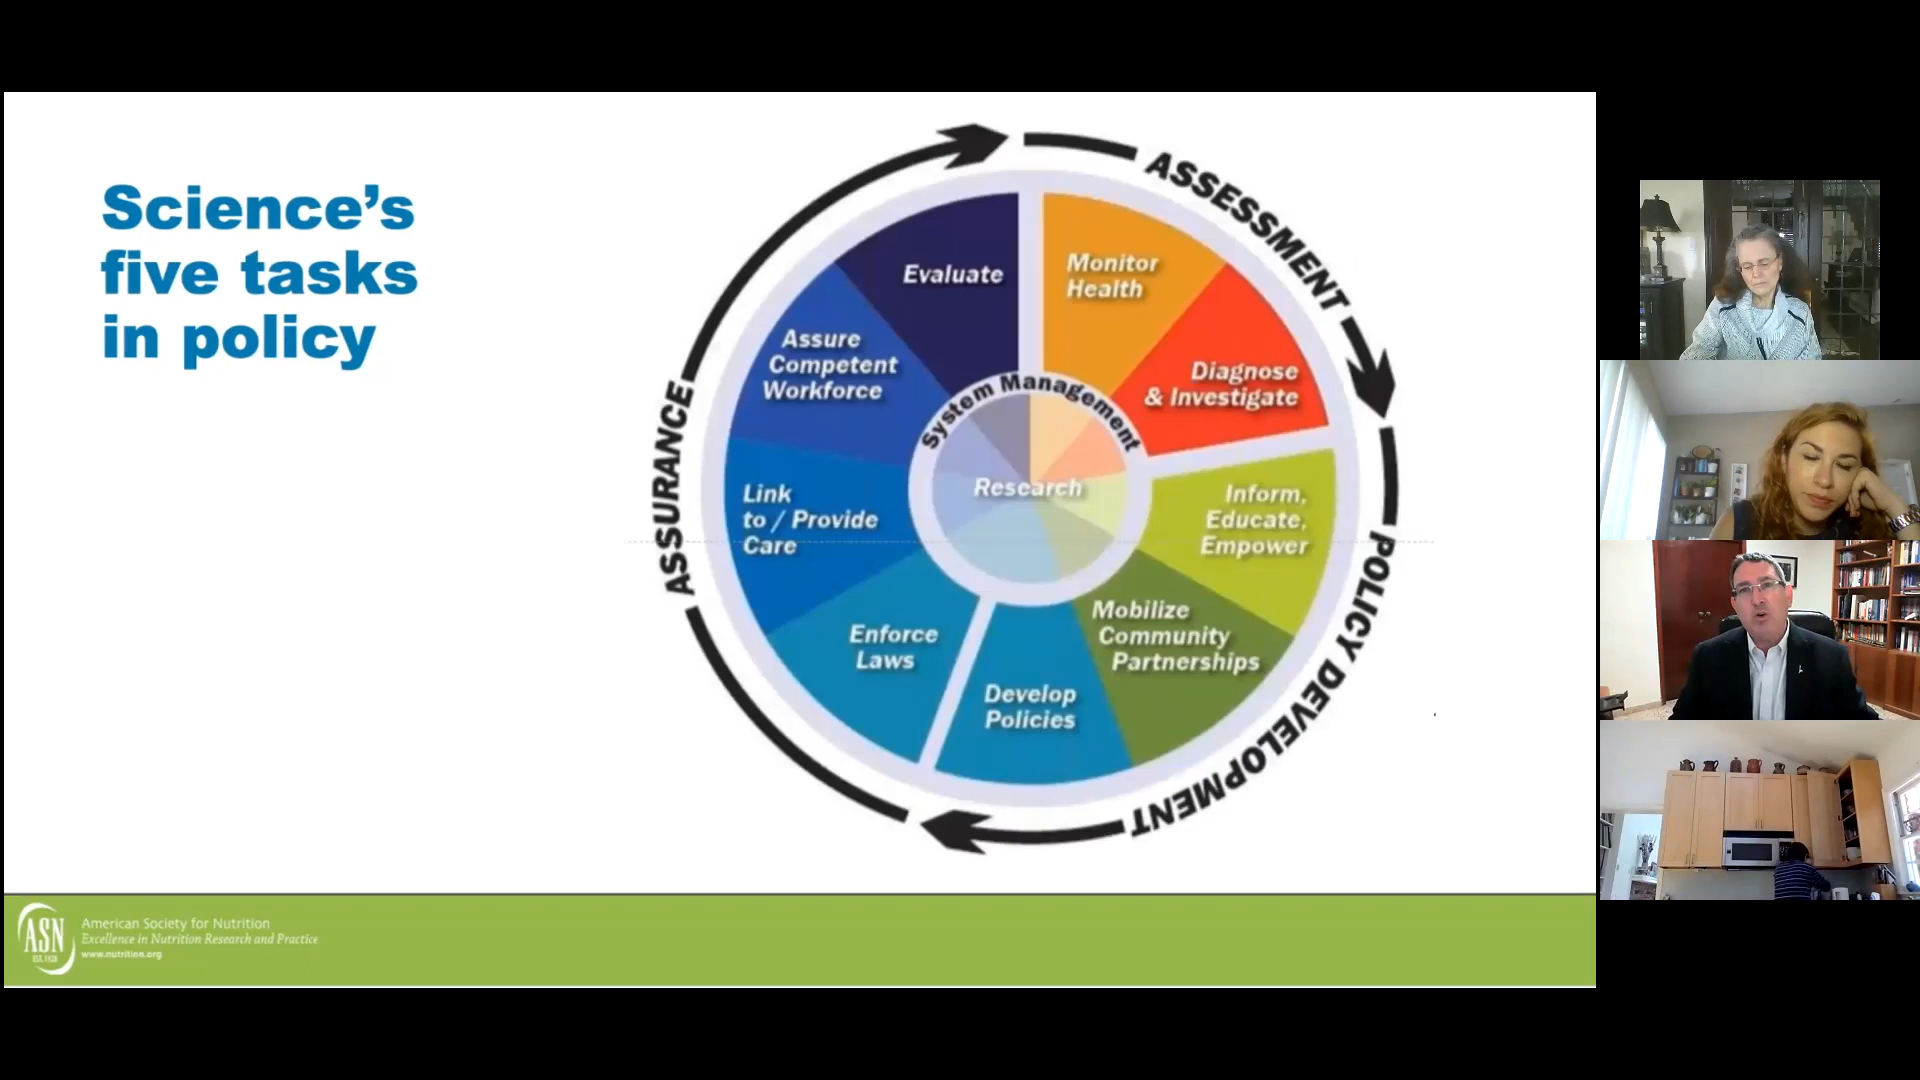 Science’s
five tasks
in policy
ASSESSMENT
POLICY DEVELOPMENT
ASSURANCE
Monitor
Health
Diagnose
& Investigate
Inform,
Educate,
Empower
Mobilize
Community
Partnerships
Develop
Policies
Enforce
Laws
Link
to / Provide
Care
Assure
Competent
Workforce
Evaluate
System Management
Research
ASN
EST. 1928
American Society for Nutrition
Excellence in Nutrition Research and Practice
www.nutrition.org